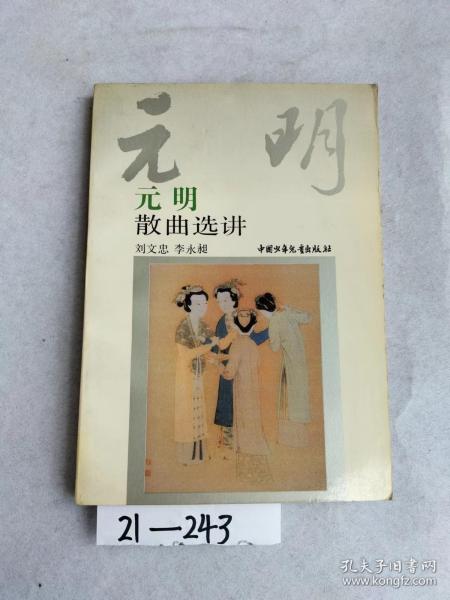 元 明
元明
散曲选讲
刘文忠 李永昶
中国少年儿童出版社
21—243
孔夫子旧书网
www.kongfz.com